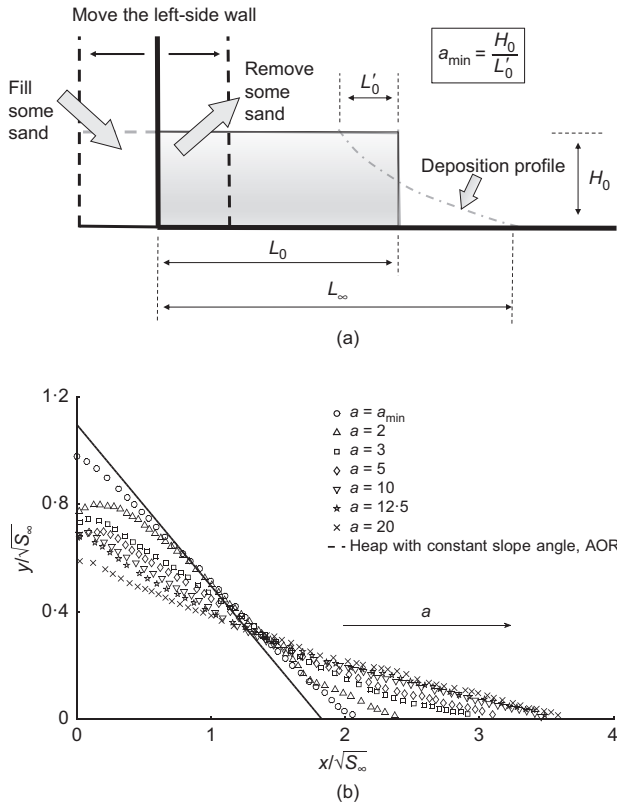 Move the left-side wall
Fill
some
sand
Remove
some
sand
a_min = H_0 / L'_0
L'_0
Deposition profile
H_0
L_0
L_∞
(a)
1·2
0·8
0·4
0
y/√S_∞
a = a_min
a = 2
a = 3
a = 5
a = 10
a = 12·5
a = 20
Heap with constant slope angle, AOR
a
0
1
2
3
4
x/√S_∞
(b)